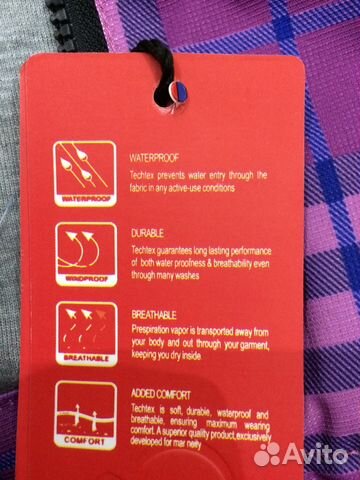 WATERPROOF
Techtex prevents water entry through the
fabric in any active-use conditions
WATERPROOF
DURABLE
Techtex guarantees long lasting performance
of both water proofness & breathability even
through many washes
WINDPROOF
BREATHABLE
Prespiration vapor is transported away from
your body and out through your garment,
keeping you dry inside
BREATHABLE
ADDED COMFORT
Techtex is soft, durable, waterproof and
breathable, ensuring maximum wearing
comfort. A superior quality product,exclusively
developed for mar neity
COMFORT
Avito